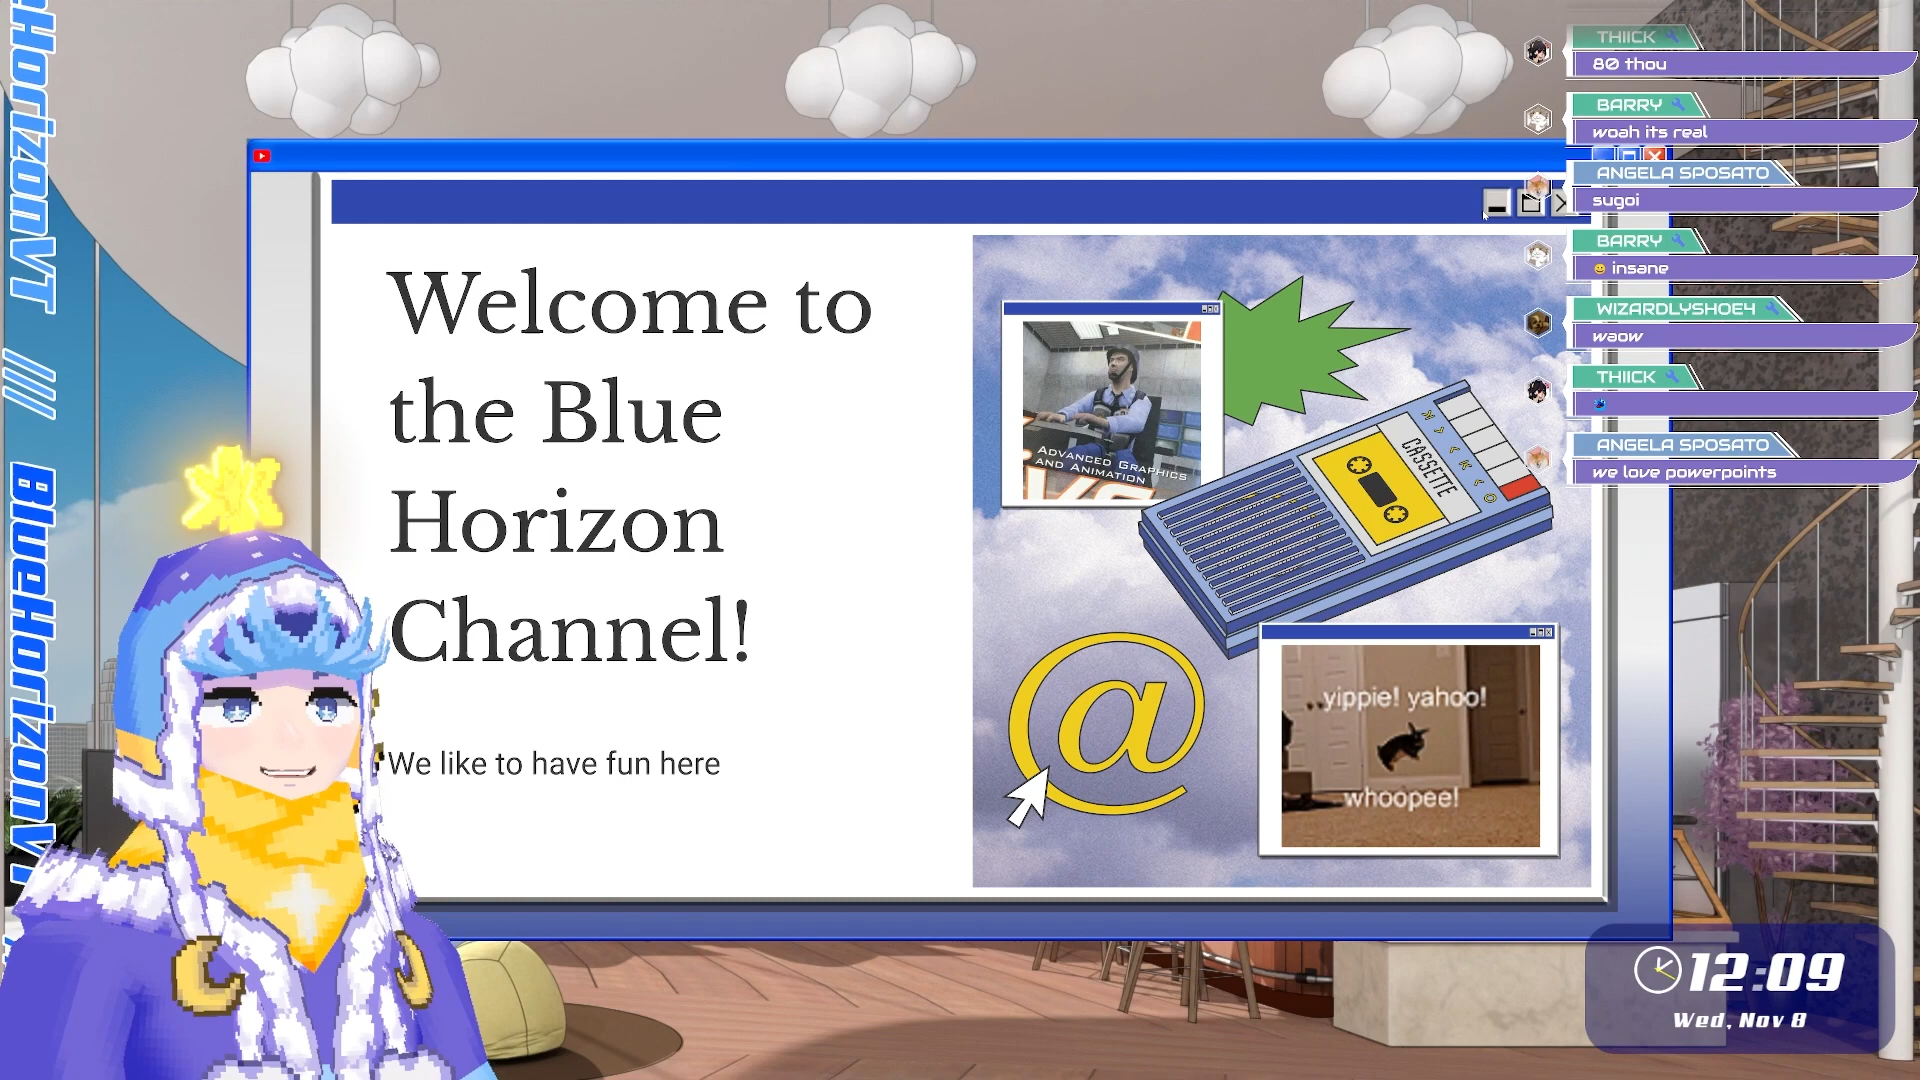 HorizonVT //// BlueHorizonVT
THIICK
80 thou
BARRY
woah its real
ANGELA SPOSATO
sugoi
BARRY
insane
WIZARDLYSHOE4
waow
THIICK
ANGELA SPOSATO
we love powerpoints
Welcome to
the Blue
Horizon
Channel!
We like to have fun here
ADVANCED GRAPHICS
AND ANIMATION
CASSETTE
@
yippie! yahoo!
whoopee!
12:09
Wed, Nov 8